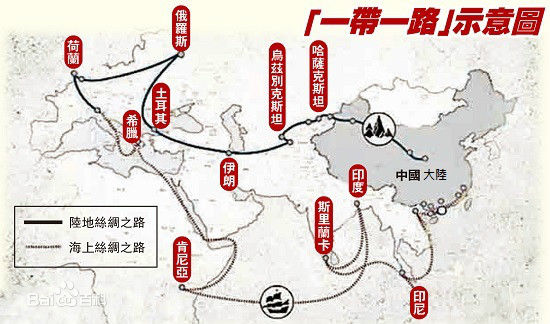 「一帶一路」示意圖
俄羅斯
荷蘭
土耳其
希臘
烏茲別克斯坦
哈薩克斯坦
伊朗
中國 大陸
印度
斯里蘭卡
肯尼亞
印尼
陸地絲綢之路
海上絲綢之路
Bai百科